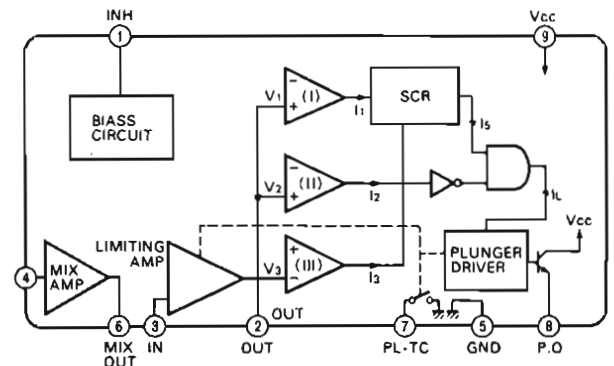 INH
1
Vcc
9
BIASS
CIRCUIT
V1
(I)
I1
SCR
I5
V2
(II)
I2
IL
LIMITING
AMP
V3
(III)
I3
PLUNGER
DRIVER
Vcc
4
MIX
AMP
6
MIX
OUT
3
IN
OUT
2
OUT
7
PL·TC
5
GND
8
P.O